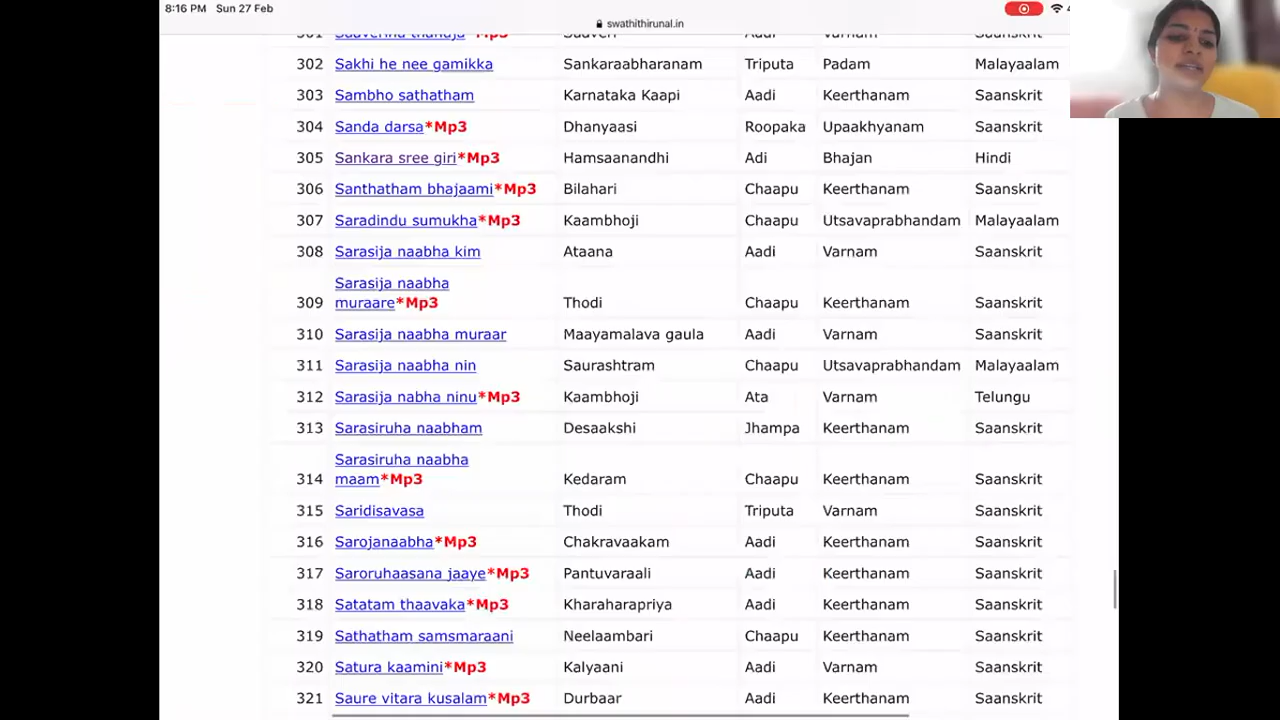 8:16 PM Sun 27 Feb
swathithirunal.in
302 Sakhi he nee gamikka Sankaraabharanam Triputa Padam Malayaalam
303 Sambho sathatham Karnataka Kaapi Aadi Keerthanam Saanskrit
304 Sanda darsa*Mp3 Dhanyaasi Roopaka Upaakhyanam Saanskrit
305 Sankara sree giri*Mp3 Hamsaanandhi Adi Bhajan Hindi
306 Santhatham bhajaami*Mp3 Bilahari Chaapu Keerthanam Saanskrit
307 Saradindu sumukha*Mp3 Kaambhoji Chaapu Utsavaprabhandam Malayaalam
308 Sarasija naabha kim Ataana Aadi Varnam Saanskrit
Sarasija naabha
309 muraare*Mp3 Thodi Chaapu Keerthanam Saanskrit
310 Sarasija naabha muraar Maayamalava gaula Aadi Varnam Saanskrit
311 Sarasija naabha nin Saurashtram Chaapu Utsavaprabhandam Malayaalam
312 Sarasija nabha ninu*Mp3 Kaambhoji Ata Varnam Telungu
313 Sarasiruha naabham Desaakshi Jhampa Keerthanam Saanskrit
Sarasiruha naabha
314 maam*Mp3 Kedaram Chaapu Keerthanam Saanskrit
315 Saridisavasa Thodi Triputa Varnam Saanskrit
316 Sarojanaabha*Mp3 Chakravaakam Aadi Keerthanam Saanskrit
317 Saroruhaasana jaaye*Mp3 Pantuvaraali Aadi Keerthanam Saanskrit
318 Satatam thaavaka*Mp3 Kharaharapriya Aadi Keerthanam Saanskrit
319 Sathatham samsmaraani Neelaambari Chaapu Keerthanam Saanskrit
320 Satura kaamini*Mp3 Kalyaani Aadi Varnam Saanskrit
321 Saure vitara kusalam*Mp3 Durbaar Aadi Keerthanam Saanskrit